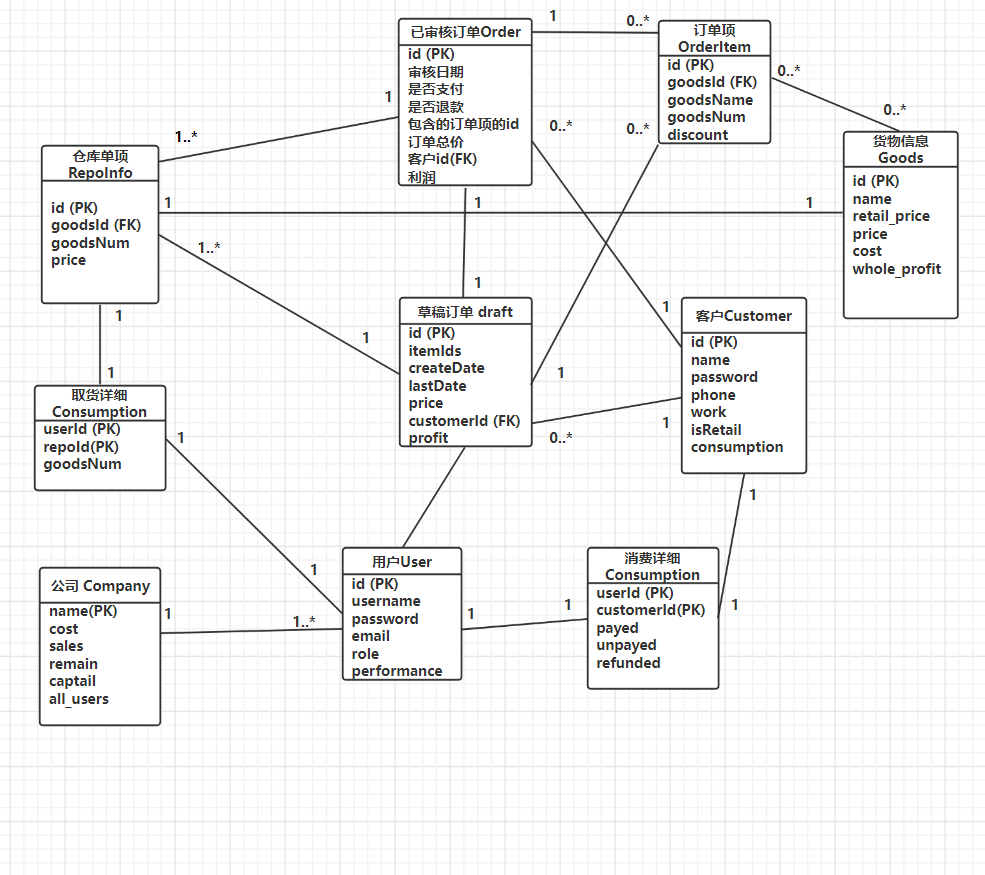 已审核订单Order
id (PK)
审核日期
是否支付
是否退款
包含的订单项的id
订单总价
客户id(FK)
利润
1
0..*
订单项
OrderItem
id (PK)
goodsId (FK)
goodsName
goodsNum
discount
0..*
0..*
货物信息
Goods
id (PK)
name
retail_price
price
cost
whole_profit
1
1..*
0..*
0..*
仓库单项
RepoInfo
id (PK)
goodsId (FK)
goodsNum
price
1
1
1
1..*
1
1
草稿订单 draft
id (PK)
itemIds
createDate
lastDate
price
customerId (FK)
profit
1
1
0..*
1
1
客户Customer
id (PK)
name
password
phone
work
isRetail
consumption
1
1
取货详细
Consumption
userId (PK)
repoId(PK)
goodsNum
1
1
公司 Company
name(PK)
cost
sales
remain
captail
all_users
1
1..*
用户User
id (PK)
username
password
email
role
performance
1
1
消费详细
Consumption
userId (PK)
customerId(PK)
payed
unpayed
refunded
1
1